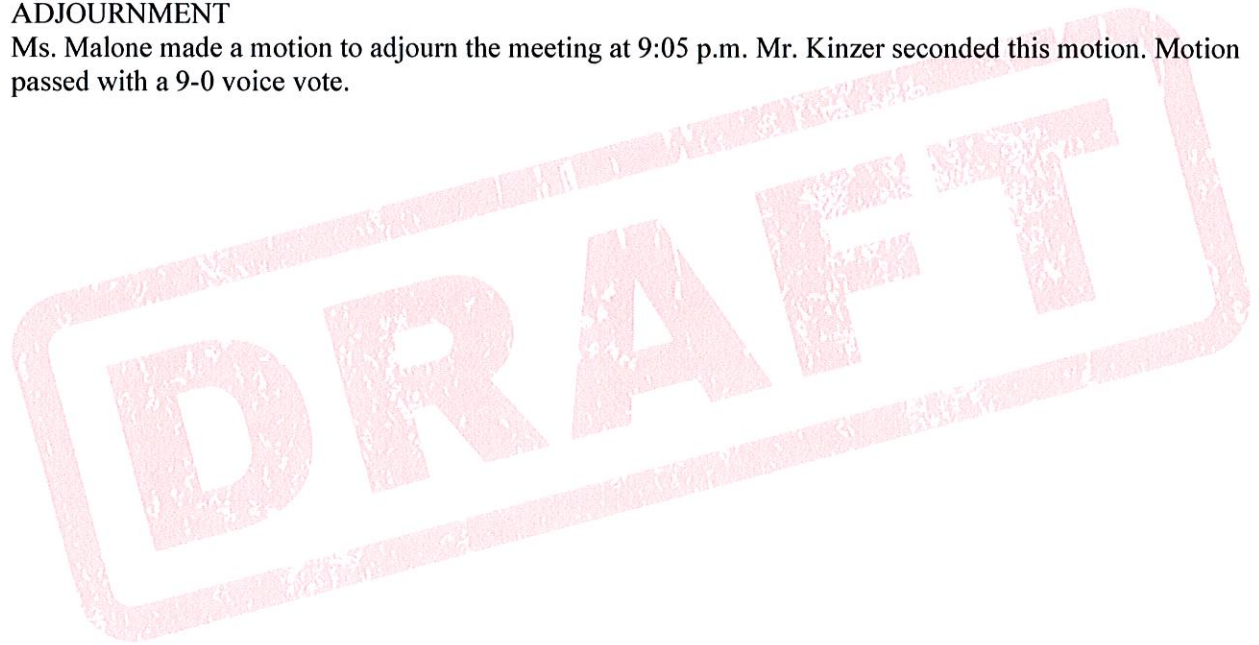 ADJOURNMENT
Ms. Malone made a motion to adjourn the meeting at 9:05 p.m. Mr. Kinzer seconded this motion. Motion
passed with a 9-0 voice vote.
DRAFT